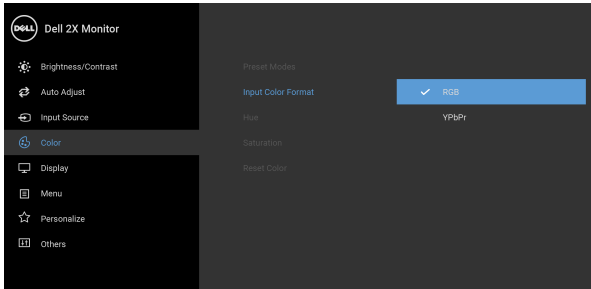 DELL
Dell 2X Monitor
Brightness/Contrast
Auto Adjust
Input Source
Color
Display
Menu
Personalize
Others
Preset Modes
Input Color Format
Hue
Saturation
Reset Color
RGB
YPbPr